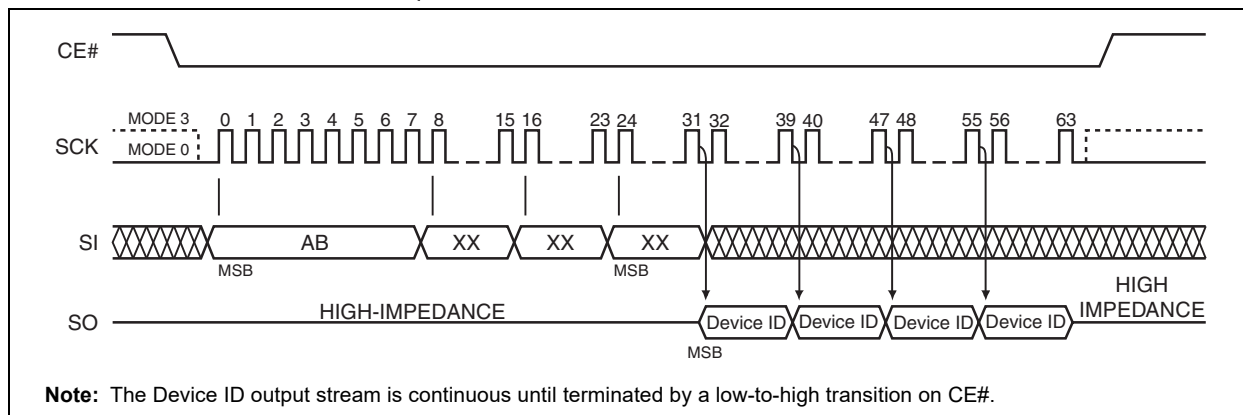 CE#
MODE 3
MODE 0
SCK
0 1 2 3 4 5 6 7 8 15 16 23 24 31 32 39 40 47 48 55 56 63
SI
AB XX XX XX
MSB MSB
HIGH-IMPEDANCE
HIGH
IMPEDANCE
SO
Device ID Device ID Device ID Device ID
MSB
Note: The Device ID output stream is continuous until terminated by a low-to-high transition on CE#.